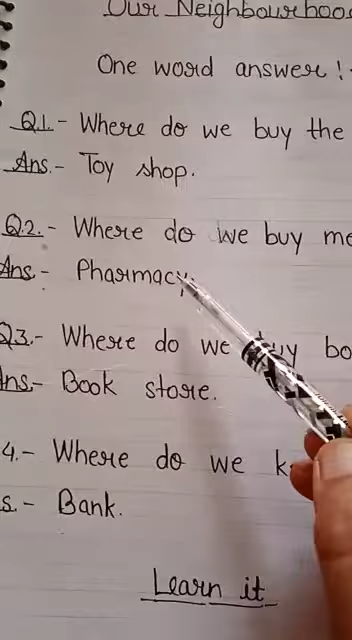 Our Neighbourhoo
One word answer !-
Q1.- Where do we buy the
Ans.- Toy shop.
Q2.- Where do we buy me
Ans.- Pharmacy.
Q3.- Where do we buy bo
Ans.- Book store.
4.- Where do we k
s.- Bank.
Learn it